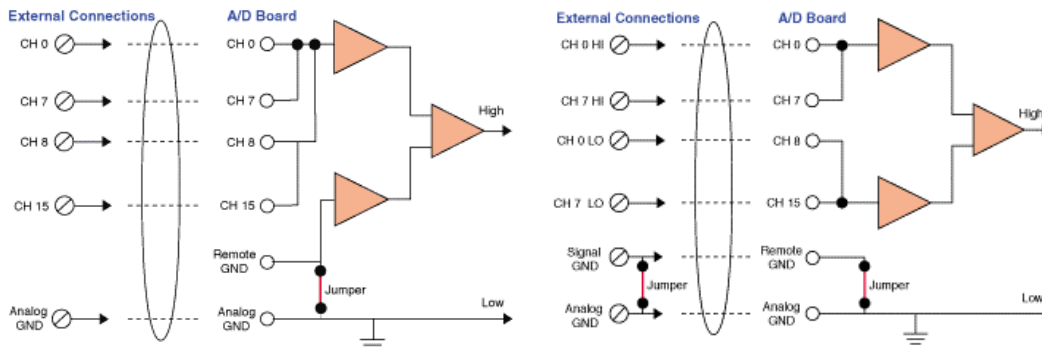 External Connections
A/D Board
CH 0
CH 0
CH 7
CH 7
CH 8
CH 8
CH 15
CH 15
High
Remote
GND
Jumper
Analog
GND
Analog
GND
Low
External Connections
A/D Board
CH 0 HI
CH 0
CH 7 HI
CH 7
CH 0 LO
CH 8
CH 7 LO
CH 15
High
Signal
GND
Remote
GND
Jumper
Jumper
Analog
GND
Analog
GND
Low